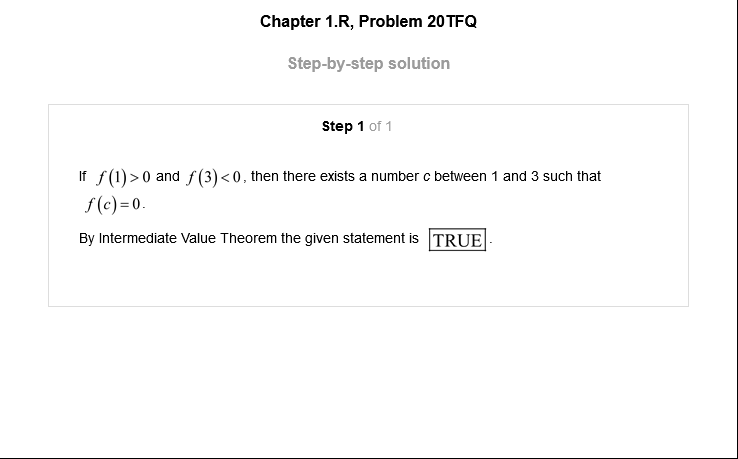 Chapter 1.R, Problem 20TFQ
Step-by-step solution
Step 1 of 1
If f(1)>0 and f(3)<0, then there exists a number c between 1 and 3 such that
f(c)=0.
By Intermediate Value Theorem the given statement is TRUE.